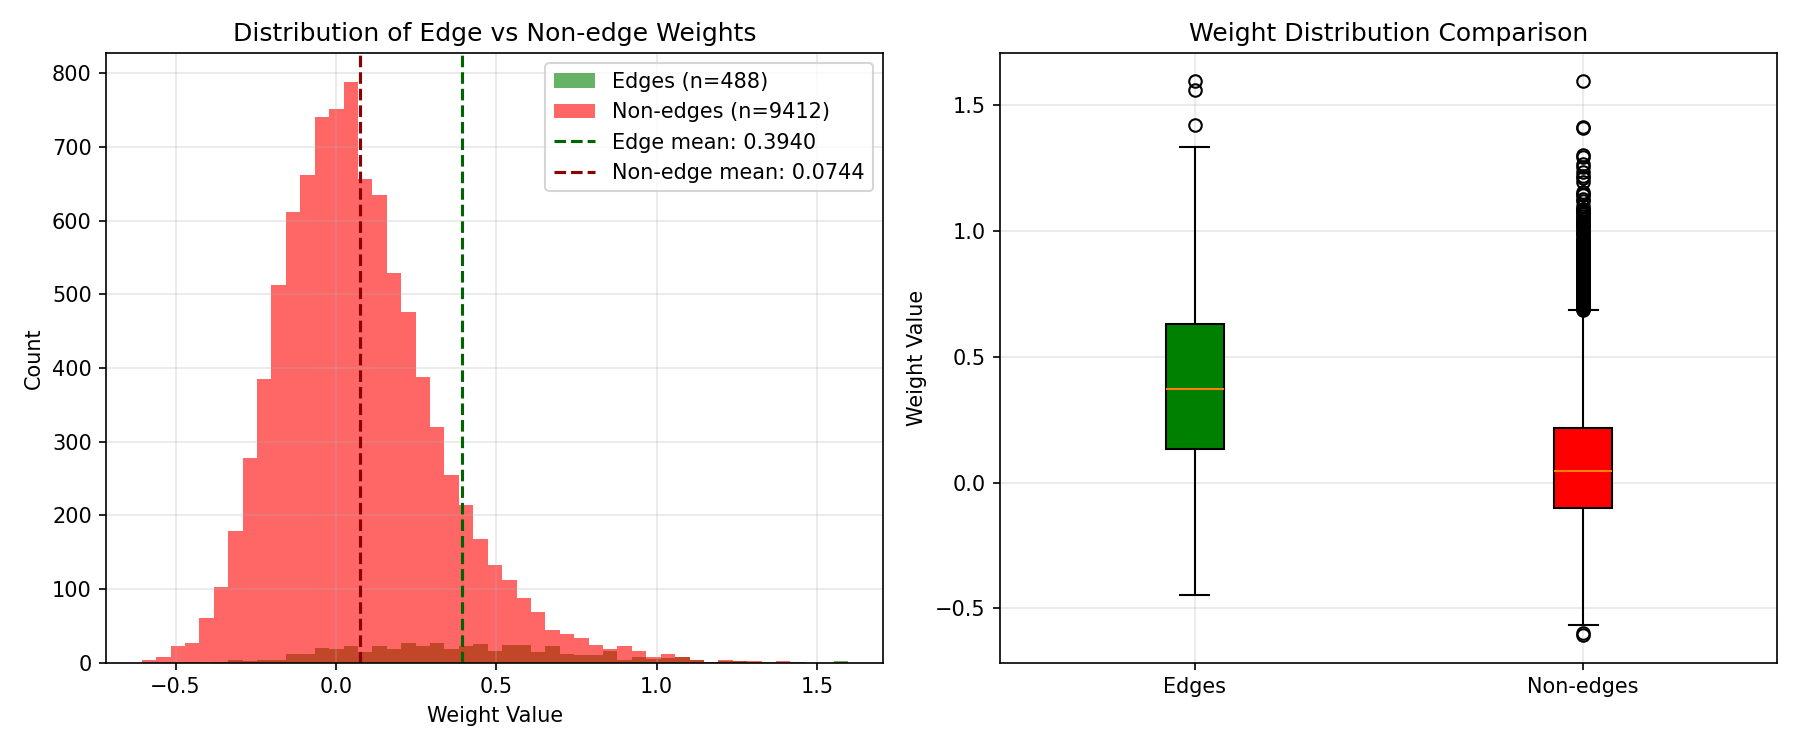 Distribution of Edge vs Non-edge Weights
800
700
600
500
400
300
200
100
0
Count
−0.5
0.0
0.5
1.0
1.5
Weight Value
Edges (n=488)
Non-edges (n=9412)
Edge mean: 0.3940
Non-edge mean: 0.0744
Weight Distribution Comparison
1.5
1.0
0.5
0.0
−0.5
Weight Value
Edges
Non-edges